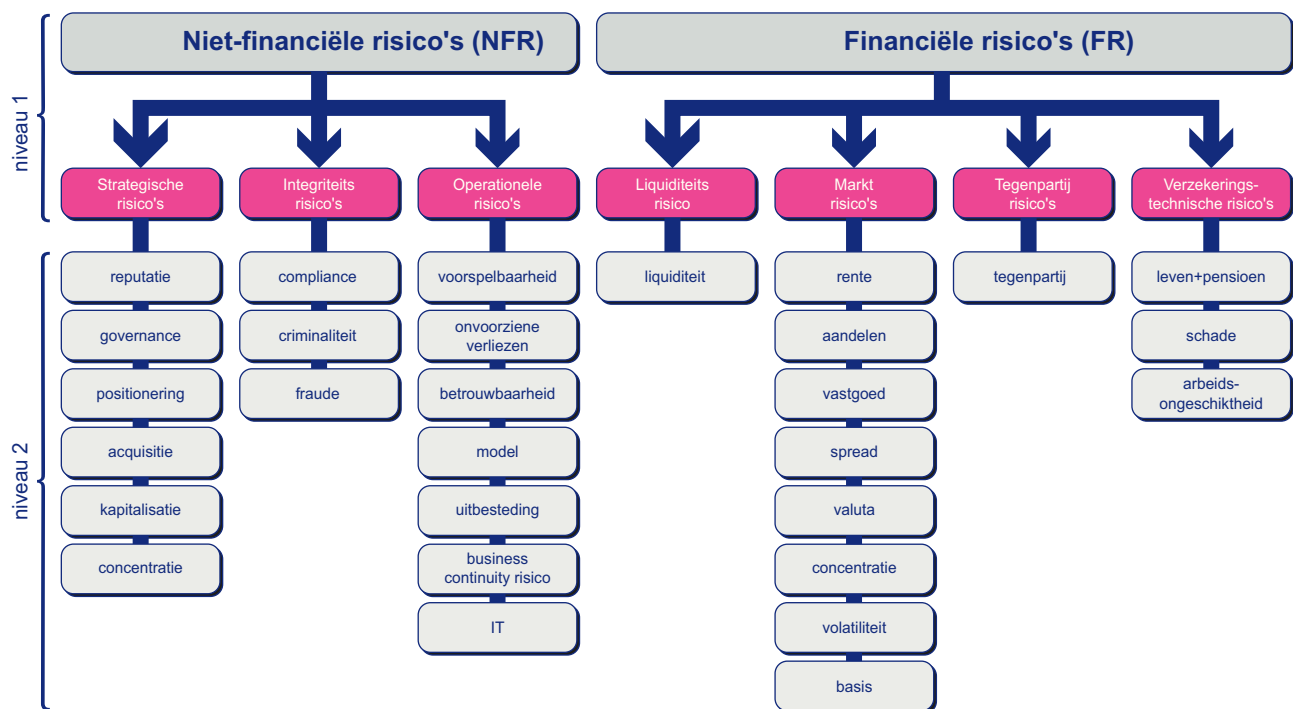 Niet-financiële risico's (NFR)
Financiële risico's (FR)
niveau 1
Strategische
risico's
Integriteits
risico's
Operationele
risico's
Liquiditeits
risico
Markt
risico's
Tegenpartij
risico's
Verzekerings-
technische risico's
niveau 2
reputatie
governance
positionering
acquisitie
kapitalisatie
concentratie
compliance
criminaliteit
fraude
voorspelbaarheid
onvoorziene
verliezen
betrouwbaarheid
model
uitbesteding
business
continuity risico
IT
liquiditeit
rente
aandelen
vastgoed
spread
valuta
concentratie
volatiliteit
basis
tegenpartij
leven+pensioen
schade
arbeids-
ongeschiktheid